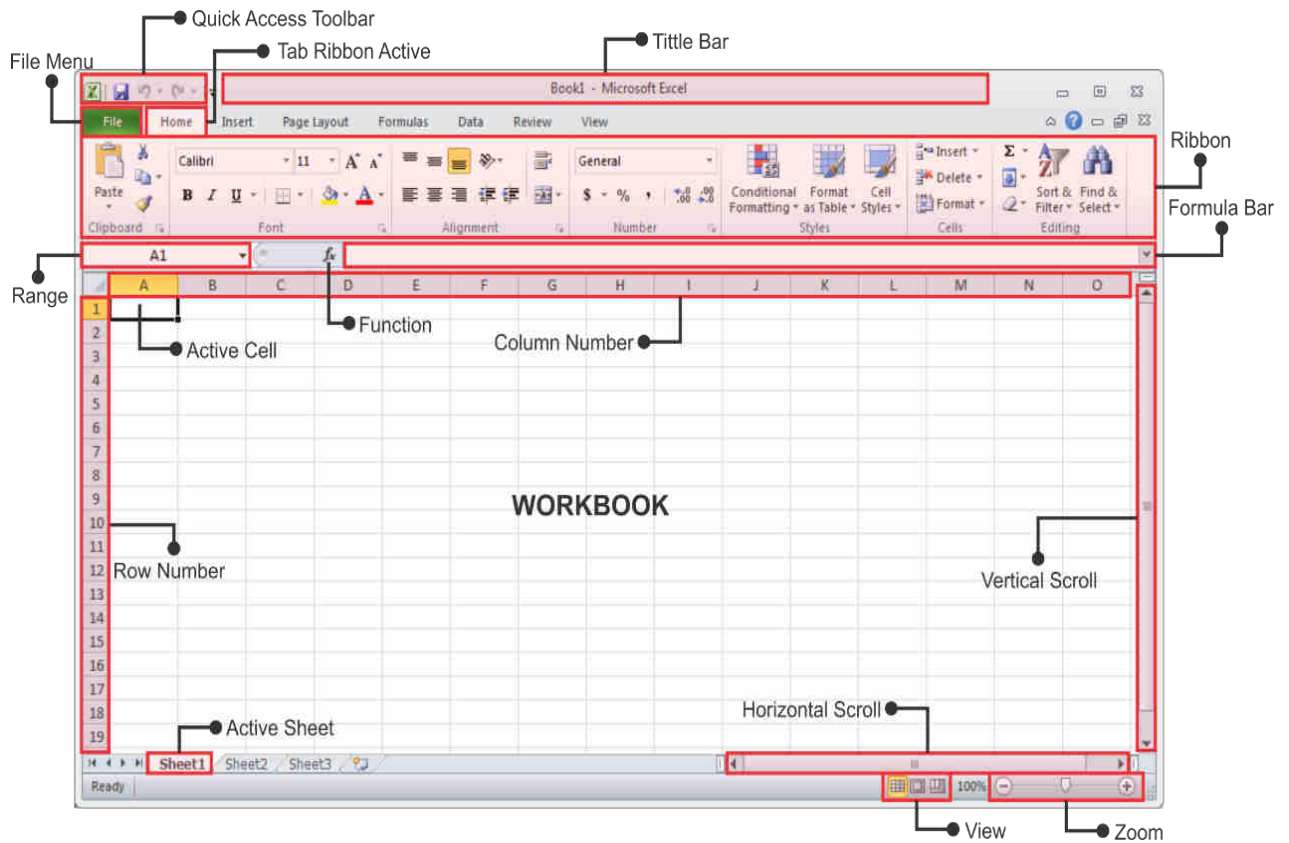 Quick Access Toolbar
Tab Ribbon Active
Tittle Bar
File Menu
Book1 - Microsoft Excel
File Home Insert Page Layout Formulas Data Review View
Ribbon
Calibri 11 General Insert Σ
Paste Delete
B I U $ % , Conditional Format Cell Sort & Find &
Formatting as Table Styles Format Filter Select
Clipboard Font Alignment Number Styles Cells Editing
Formula Bar
A1 fx
Range
A B C D E F G H I J K L M N O
1
Function
2
Column Number
Active Cell
3
4
5
6
7
8
9
WORKBOOK
10
11
Row Number
12
Vertical Scroll
13
14
15
16
17
18
Horizontal Scroll
Active Sheet
19
Sheet1 Sheet2 Sheet3
Ready 100%
View
Zoom